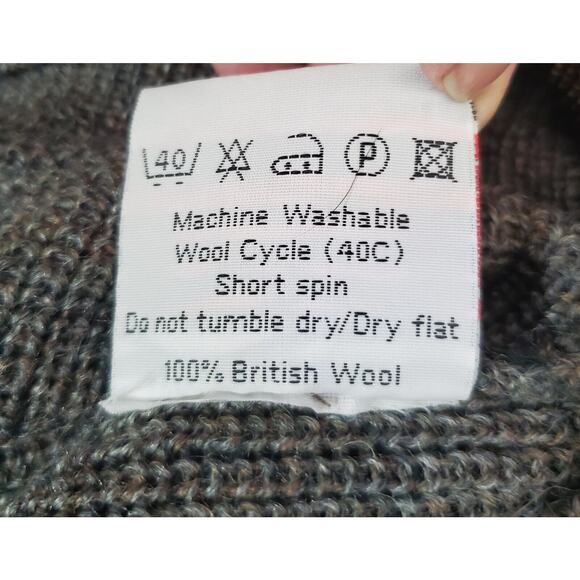 40 P
Machine Washable
Wool Cycle (40C)
Short spin
Do not tumble dry/Dry flat
100% British Wool